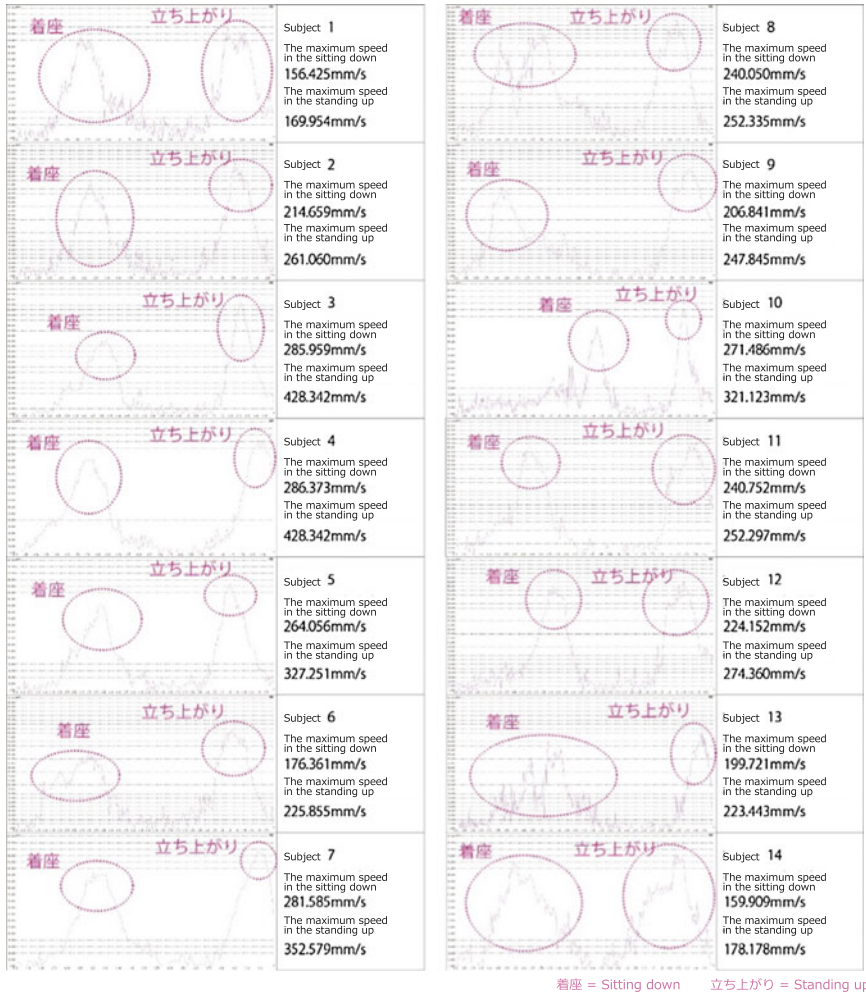 着座
立ち上がり
Subject 1
The maximum speed
in the sitting down
156.425mm/s
The maximum speed
in the standing up
169.954mm/s
着座
立ち上がり
Subject 2
The maximum speed
in the sitting down
214.659mm/s
The maximum speed
in the standing up
261.060mm/s
着座
立ち上がり
Subject 3
The maximum speed
in the sitting down
285.959mm/s
The maximum speed
in the standing up
428.342mm/s
着座
立ち上がり
Subject 4
The maximum speed
in the sitting down
286.373mm/s
The maximum speed
in the standing up
428.342mm/s
着座
立ち上がり
Subject 5
The maximum speed
in the sitting down
264.056mm/s
The maximum speed
in the standing up
327.251mm/s
着座
立ち上がり
Subject 6
The maximum speed
in the sitting down
176.361mm/s
The maximum speed
in the standing up
225.855mm/s
着座
立ち上がり
Subject 7
The maximum speed
in the sitting down
281.585mm/s
The maximum speed
in the standing up
352.579mm/s
着座
立ち上がり
Subject 8
The maximum speed
in the sitting down
240.050mm/s
The maximum speed
in the standing up
252.335mm/s
着座
立ち上がり
Subject 9
The maximum speed
in the sitting down
206.841mm/s
The maximum speed
in the standing up
247.845mm/s
着座
立ち上がり
Subject 10
The maximum speed
in the sitting down
271.486mm/s
The maximum speed
in the standing up
321.123mm/s
着座
立ち上がり
Subject 11
The maximum speed
in the sitting down
240.752mm/s
The maximum speed
in the standing up
252.297mm/s
着座
立ち上がり
Subject 12
The maximum speed
in the sitting down
224.152mm/s
The maximum speed
in the standing up
274.360mm/s
着座
立ち上がり
Subject 13
The maximum speed
in the sitting down
199.721mm/s
The maximum speed
in the standing up
223.443mm/s
着座
立ち上がり
Subject 14
The maximum speed
in the sitting down
159.909mm/s
The maximum speed
in the standing up
178.178mm/s
着座 = Sitting down 立ち上がり = Standing up